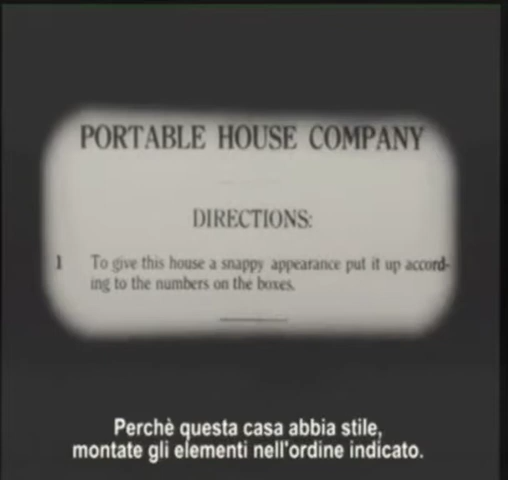 PORTABLE HOUSE COMPANY
DIRECTIONS:
1 To give this house a snappy appearance put it up accord-
ing to the numbers on the boxes.
Perchè questa casa abbia stile,
montate gli elementi nell'ordine indicato.